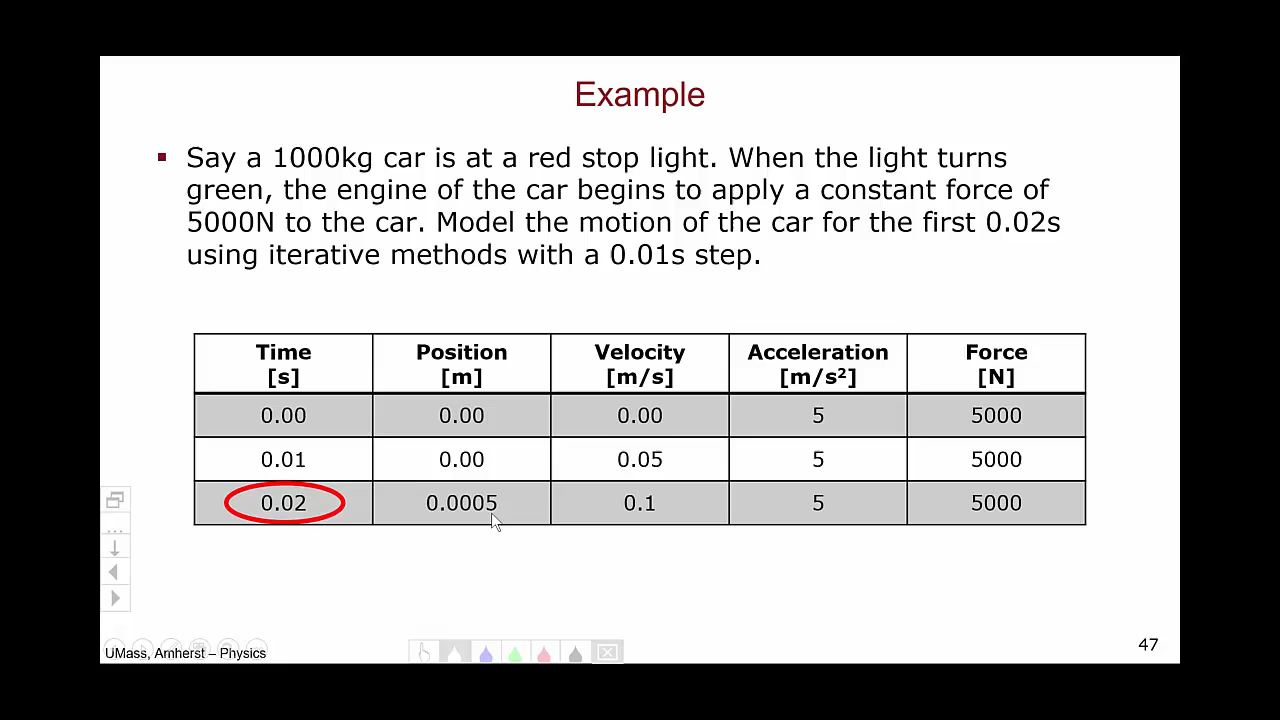 Example
Say a 1000kg car is at a red stop light. When the light turns
green, the engine of the car begins to apply a constant force of
5000N to the car. Model the motion of the car for the first 0.02s
using iterative methods with a 0.01s step.
Time Position Velocity Acceleration Force
[s] [m] [m/s] [m/s²] [N]
0.00 0.00 0.00 5 5000
0.01 0.00 0.05 5 5000
0.02 0.0005 0.1 5 5000
UMass, Amherst – Physics
47